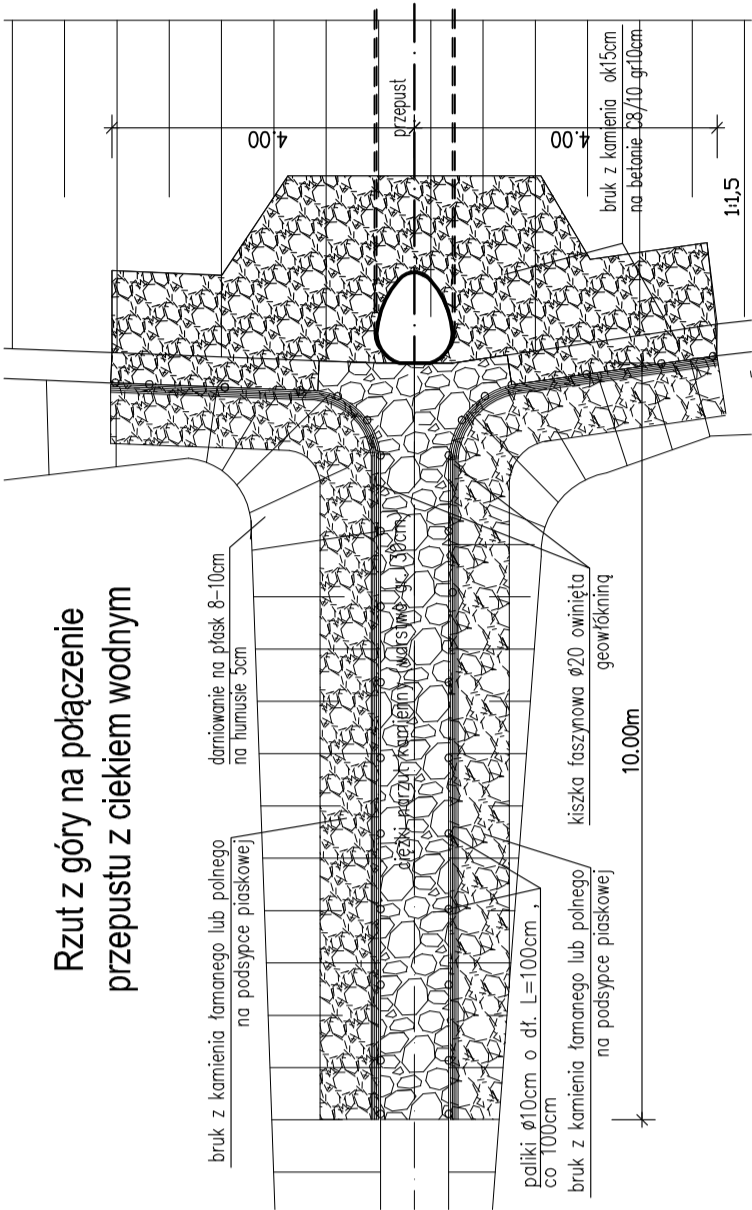 Rzut z góry na połączenie
przepustu z ciekiem wodnym
bruk z kamienia łamanego lub polnego
na podsypce piaskowej
darniowanie na płask 8-10cm
na humusie 5cm
4.00
przepust
4.00
bruk z kamienia ok15cm
na betonie C8/10 gr10cm
1:1,5
ciężki narzut kamienny warstwą gr. 30cm
paliki ø10cm o dł. L=100cm ,
co 100cm
bruk z kamienia łamanego lub polnego
na podsypce piaskowej
kiszka faszynowa ø20 owinięta
geowłókniną
10.00m